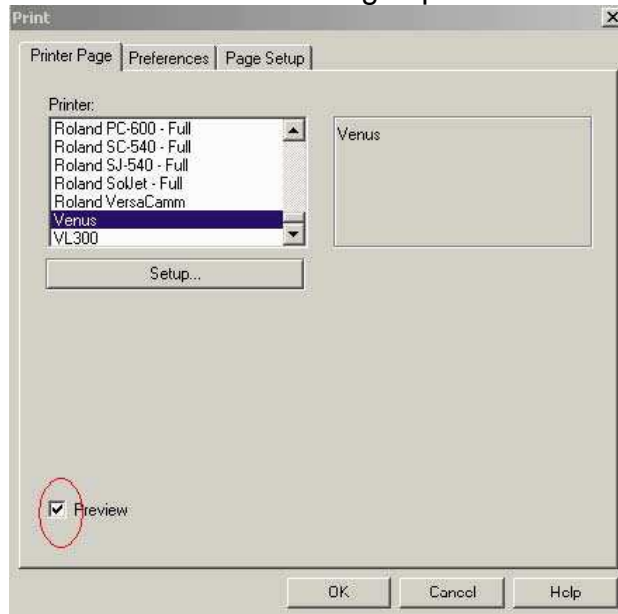 Print
Printer Page Preferences Page Setup
Printer:
Roland PC-600 - Full
Roland SC-540 - Full
Roland SJ-540 - Full
Roland SolJet - Full
Roland VersaCamm
Venus
VL300
Venus
Setup...
Preview
OK Cancel Help